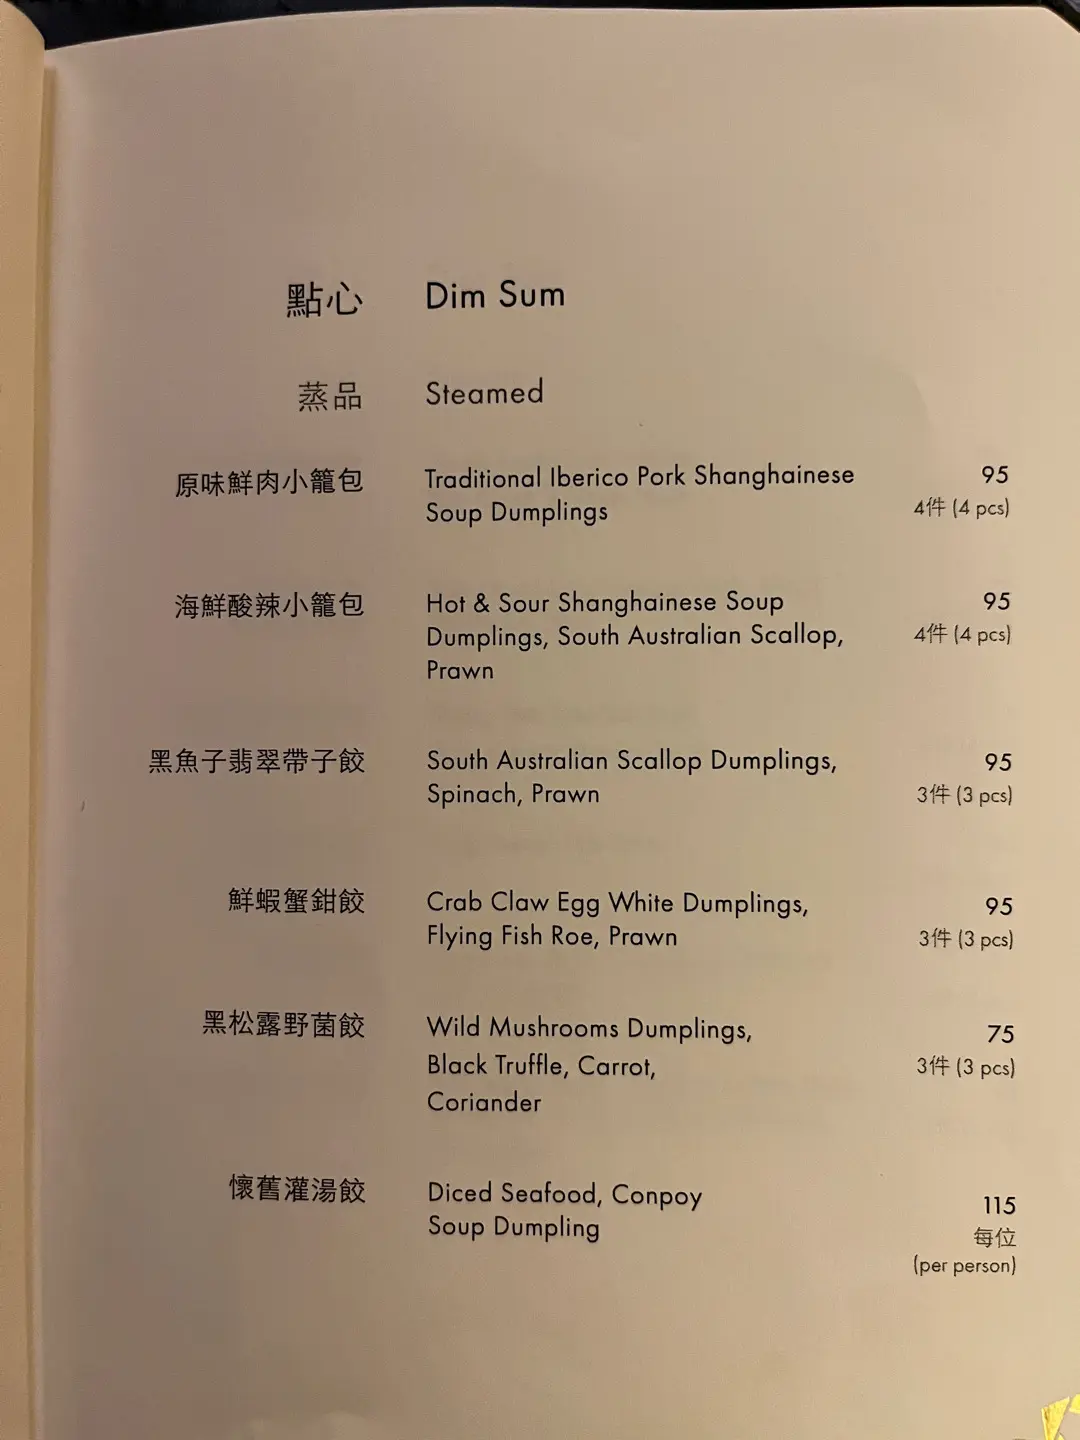 點心 Dim Sum
蒸品 Steamed
原味鮮肉小籠包 Traditional Iberico Pork Shanghainese 95
Soup Dumplings 4件 (4 pcs)
海鮮酸辣小籠包 Hot & Sour Shanghainese Soup 95
Dumplings, South Australian Scallop, 4件 (4 pcs)
Prawn
黑魚子翡翠帶子餃 South Australian Scallop Dumplings, 95
Spinach, Prawn 3件 (3 pcs)
鮮蝦蟹鉗餃 Crab Claw Egg White Dumplings, 95
Flying Fish Roe, Prawn 3件 (3 pcs)
黑松露野菌餃 Wild Mushrooms Dumplings, 75
Black Truffle, Carrot, 3件 (3 pcs)
Coriander
懷舊灌湯餃 Diced Seafood, Conpoy 115
Soup Dumpling 每位
(per person)